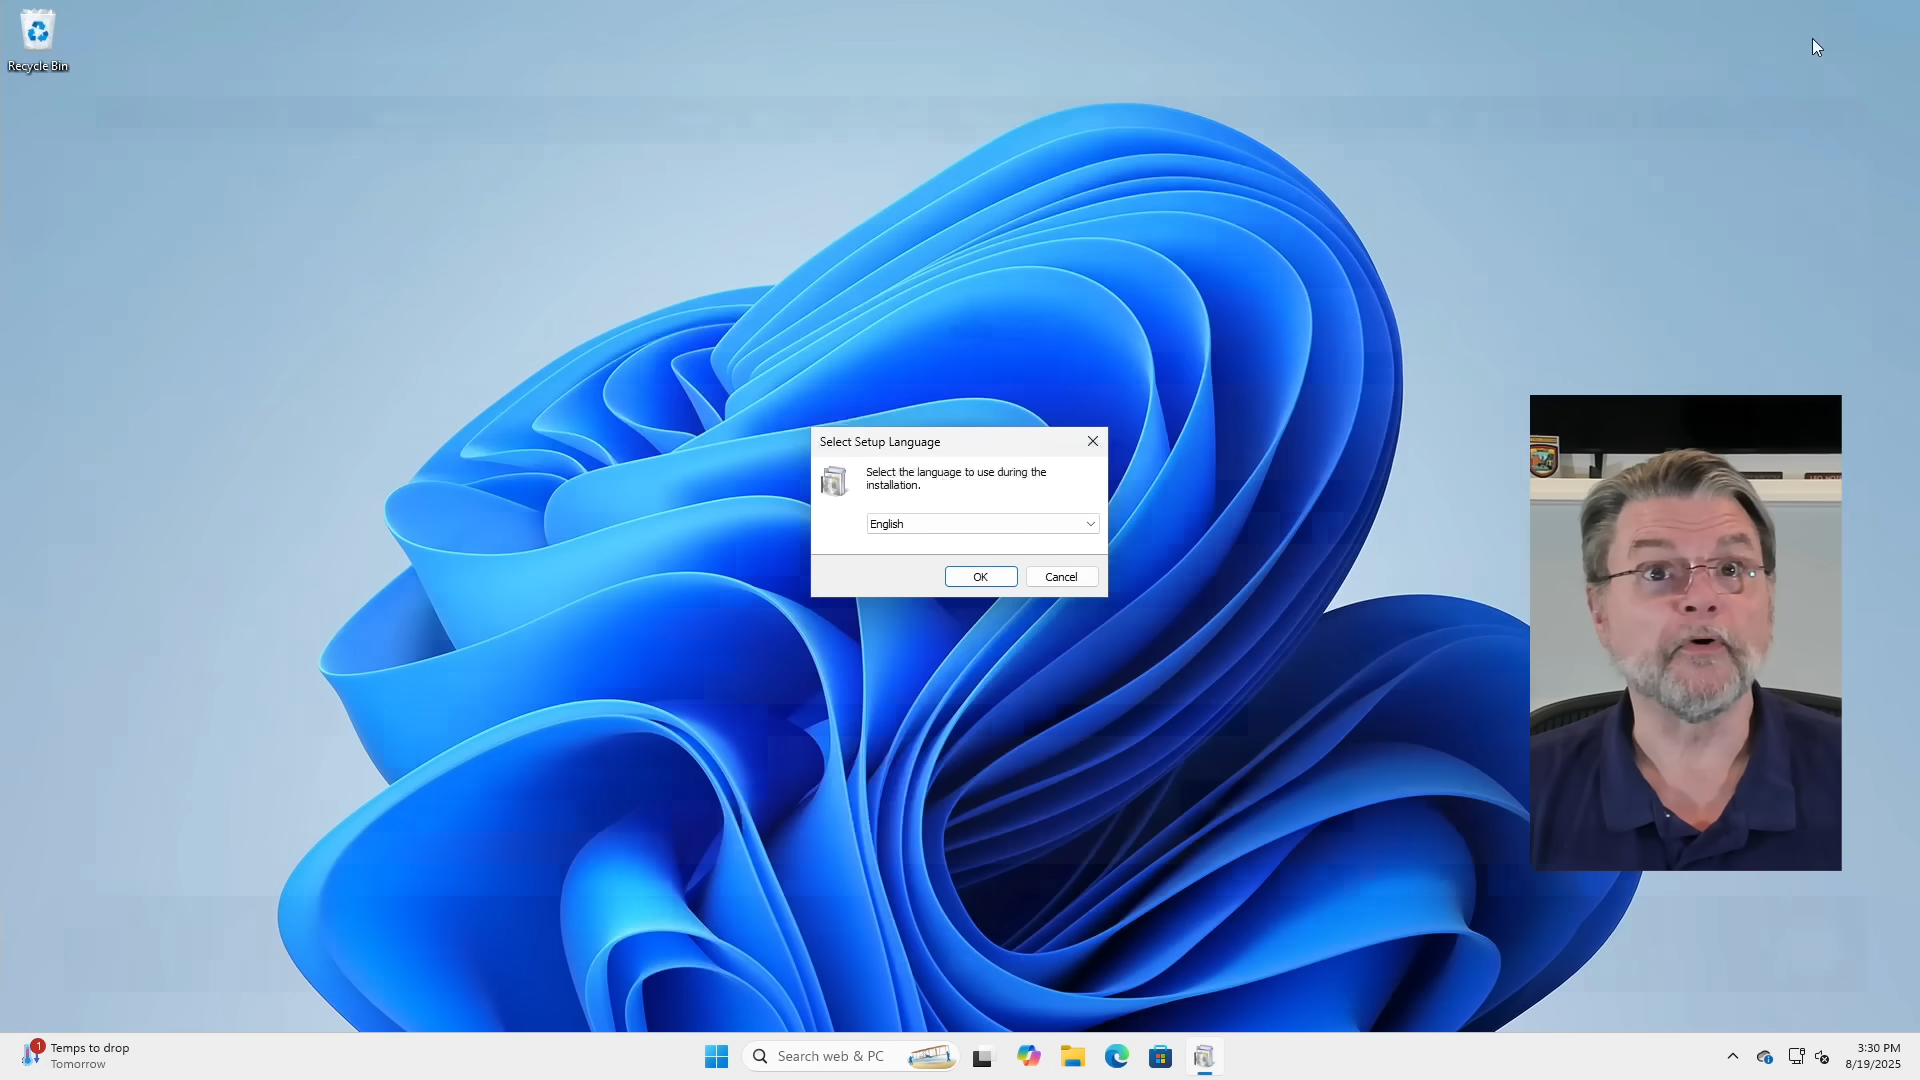 Recycle Bin
Select Setup Language
Select the language to use during the
installation.
English
OK
Cancel
1
Temps to drop
Tomorrow
Search web & PC
3:30 PM
8/19/2025